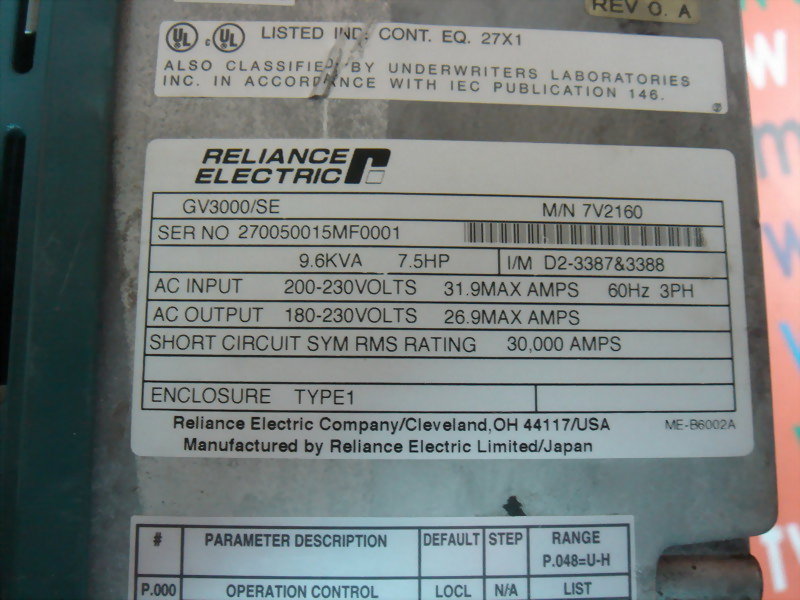 REV 0. A
UL c UL LISTED IND. CONT. EQ. 27X1
ALSO CLASSIFIED BY UNDERWRITERS LABORATORIES
INC. IN ACCORDANCE WITH IEC PUBLICATION 146.
RELIANCE
ELECTRIC
GV3000/SE M/N 7V2160
SER NO 270050015MF0001
9.6KVA 7.5HP I/M D2-3387&3388
AC INPUT 200-230VOLTS 31.9MAX AMPS 60Hz 3PH
AC OUTPUT 180-230VOLTS 26.9MAX AMPS
SHORT CIRCUIT SYM RMS RATING 30,000 AMPS
ENCLOSURE TYPE1
Reliance Electric Company/Cleveland,OH 44117/USA ME-B6002A
Manufactured by Reliance Electric Limited/Japan
# PARAMETER DESCRIPTION DEFAULT STEP RANGE
P.048=U-H
P.000 OPERATION CONTROL LOCL N/A LIST